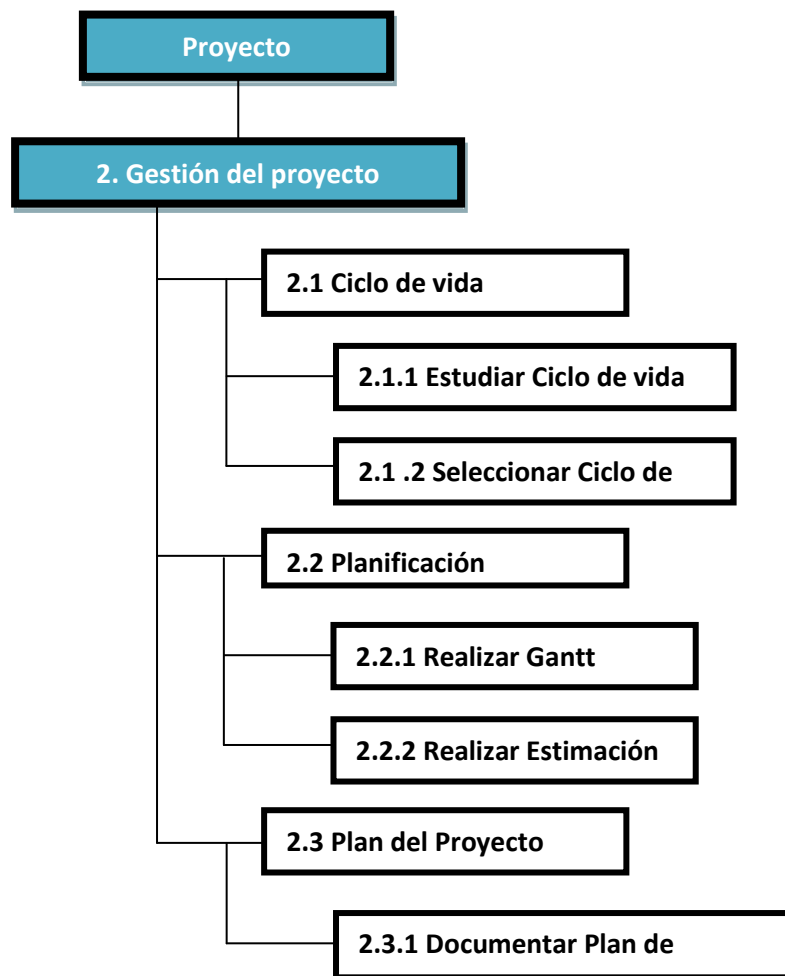 Proyecto
2. Gestión del proyecto
2.1 Ciclo de vida
2.1.1 Estudiar Ciclo de vida
2.1 .2 Seleccionar Ciclo de
2.2 Planificación
2.2.1 Realizar Gantt
2.2.2 Realizar Estimación
2.3 Plan del Proyecto
2.3.1 Documentar Plan de